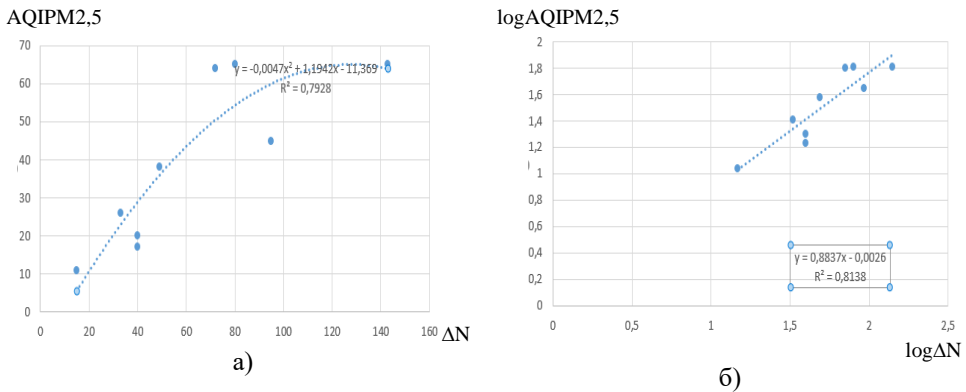 AQIPM2,5
70
60
50
40
30
20
10
0
0 20 40 60 80 100 120 140 160
ΔN
y = -0,0047x² + 1,1942x - 11,369
R² = 0,7928
а)
logAQIPM2,5
2
1,8
1,6
1,4
1,2
1
0,8
0,6
0,4
0,2
0
0 0,5 1 1,5 2 2,5
logΔN
y = 0,8837x - 0,0026
R² = 0,8138
б)